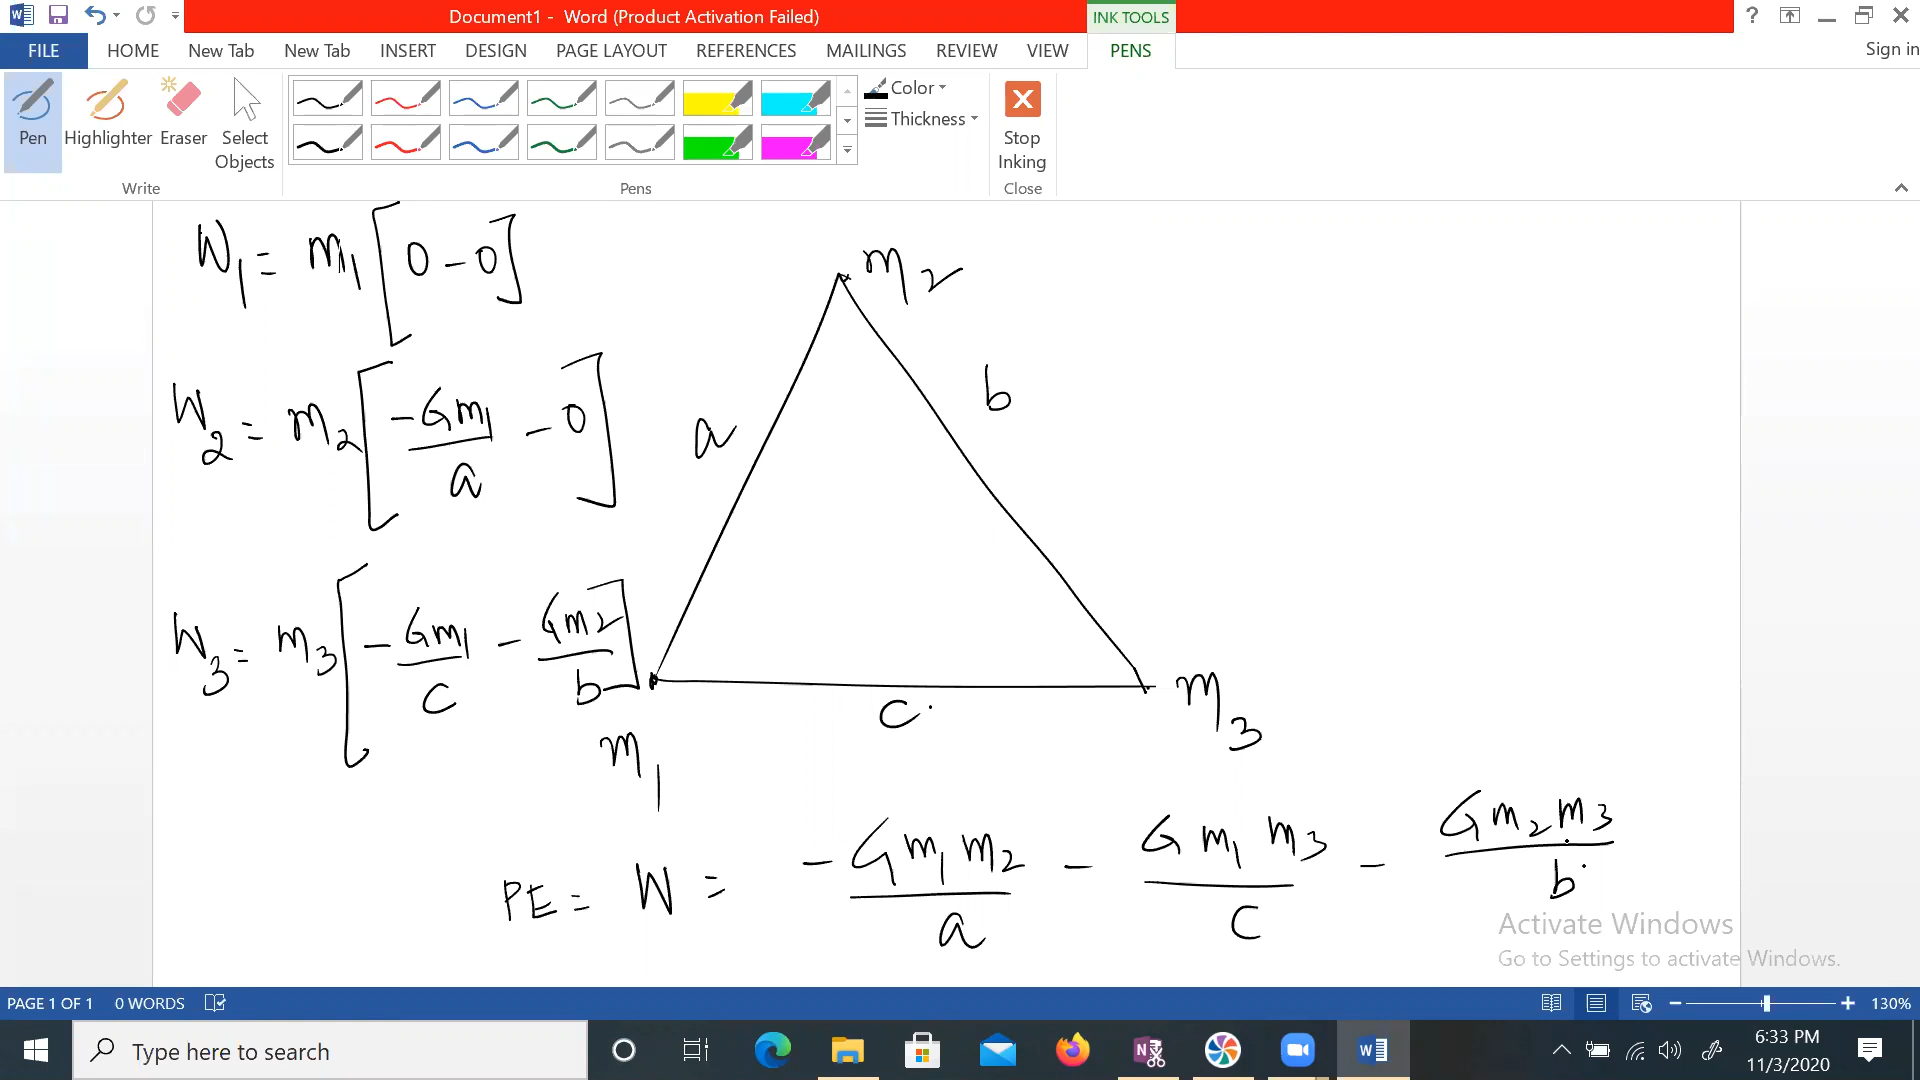 Document1 - Word (Product Activation Failed)
INK TOOLS
?
FILE HOME New Tab New Tab INSERT DESIGN PAGE LAYOUT REFERENCES MAILINGS REVIEW VIEW PENS
Sign in
Pen Highlighter Eraser Select Objects
Color
Thickness
Stop Inking
Write Pens Close
W₁ = m₁ [0 - 0]
m₂
b
W₂ = m₂ [-Gm₁/a - 0]
a
W₃ = m₃ [-Gm₁/c - Gm₂/b]
c
m₃
m₁
PE = W = -Gm₁m₂/a - Gm₁m₃/c - Gm₂m₃/b
Activate Windows
Go to Settings to activate Windows.
PAGE 1 OF 1 0 WORDS
130%
Type here to search
6:33 PM
11/3/2020